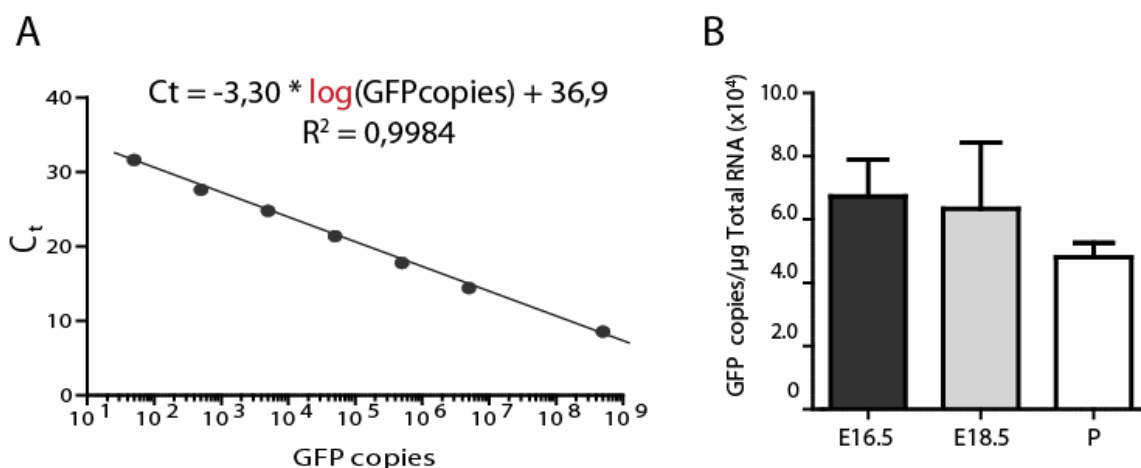 A
Ct = -3,30 * log(GFPcopies) + 36,9
R² = 0,9984
40
30
20
10
0
Ct
10¹ 10² 10³ 10⁴ 10⁵ 10⁶ 10⁷ 10⁸ 10⁹
GFP copies
B
GFP copies/µg Total RNA (x10⁴)
10.0
8.0
6.0
4.0
2.0
0
E16.5 E18.5 P